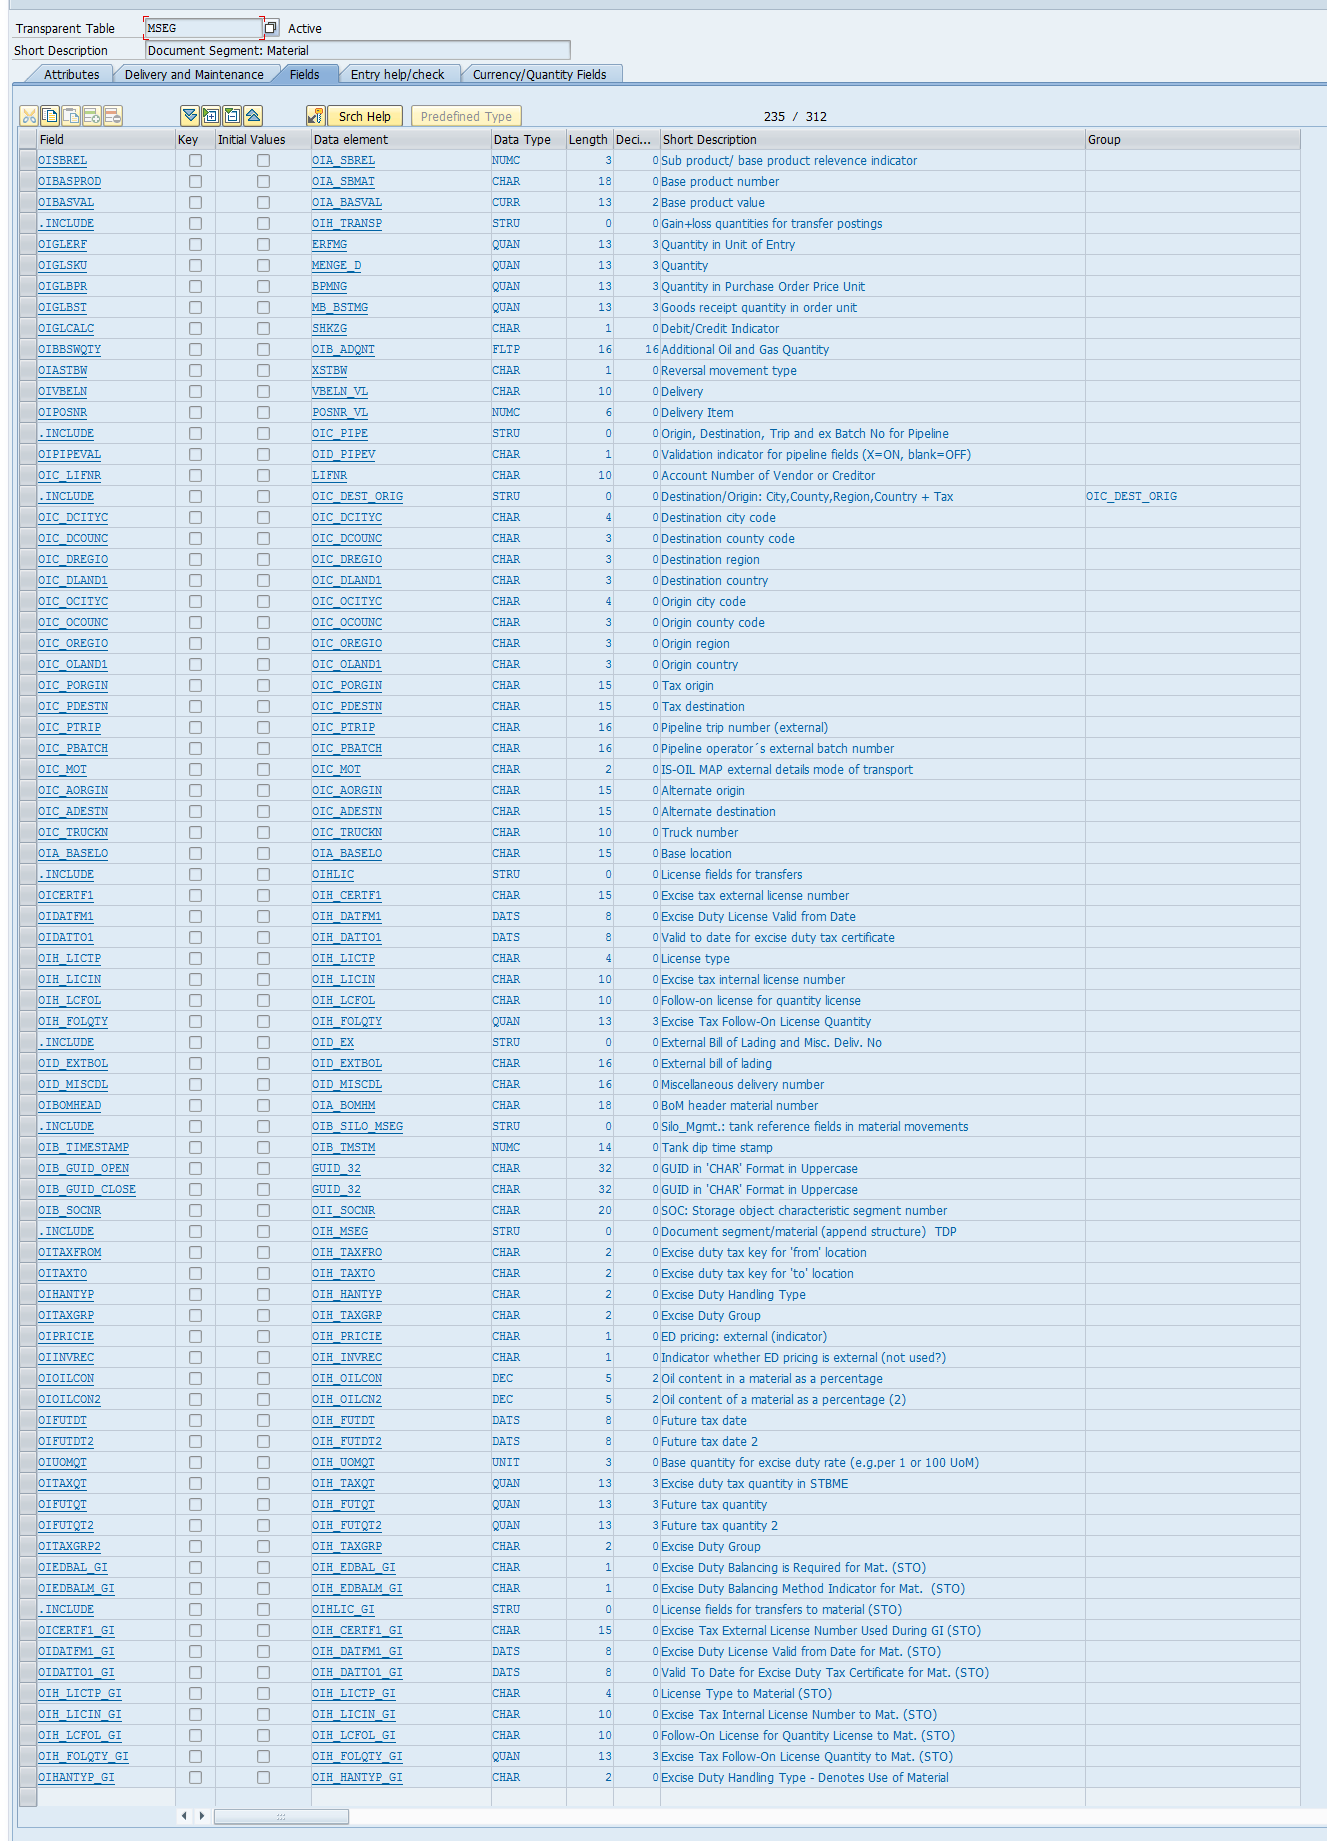 Transparent Table MSEG Active
Short Description Document Segment: Material
Attributes Delivery and Maintenance Fields Entry help/check Currency/Quantity Fields
Srch Help Predefined Type 235 / 312
Field Key Initial Values Data element Data Type Length Deci... Short Description Group
OISBREL OIA_SBREL NUMC 3 0 Sub product/ base product relevence indicator
OIBASPROD OIA_SBMAT CHAR 18 0 Base product number
OIBASVAL OIA_BASVAL CURR 13 2 Base product value
.INCLUDE OIH_TRANSP STRU 0 0 Gain+loss quantities for transfer postings
OIGLERF ERFMG QUAN 13 3 Quantity in Unit of Entry
OIGLSKU MENGE_D QUAN 13 3 Quantity
OIGLBPR BPMNG QUAN 13 3 Quantity in Purchase Order Price Unit
OIGLBST MB_BSTMG QUAN 13 3 Goods receipt quantity in order unit
OIGLCALC SHKZG CHAR 1 0 Debit/Credit Indicator
OIBBSWQTY OIB_ADQNT FLTP 16 16 Additional Oil and Gas Quantity
OIASTBW XSTBW CHAR 1 0 Reversal movement type
OIVBELN VBELN_VL CHAR 10 0 Delivery
OIPOSNR POSNR_VL NUMC 6 0 Delivery Item
.INCLUDE OIC_PIPE STRU 0 0 Origin, Destination, Trip and ex Batch No for Pipeline
OIPIPEVAL OID_PIPEV CHAR 1 0 Validation indicator for pipeline fields (X=ON, blank=OFF)
OIC_LIFNR LIFNR CHAR 10 0 Account Number of Vendor or Creditor
.INCLUDE OIC_DEST_ORIG STRU 0 0 Destination/Origin: City,County,Region,Country + Tax OIC_DEST_ORIG
OIC_DCITYC OIC_DCITYC CHAR 4 0 Destination city code
OIC_DCOUNC OIC_DCOUNC CHAR 3 0 Destination county code
OIC_DREGIO OIC_DREGIO CHAR 3 0 Destination region
OIC_DLAND1 OIC_DLAND1 CHAR 3 0 Destination country
OIC_OCITYC OIC_OCITYC CHAR 4 0 Origin city code
OIC_OCOUNC OIC_OCOUNC CHAR 3 0 Origin county code
OIC_OREGIO OIC_OREGIO CHAR 3 0 Origin region
OIC_OLAND1 OIC_OLAND1 CHAR 3 0 Origin country
OIC_PORGIN OIC_PORGIN CHAR 15 0 Tax origin
OIC_PDESTN OIC_PDESTN CHAR 15 0 Tax destination
OIC_PTRIP OIC_PTRIP CHAR 16 0 Pipeline trip number (external)
OIC_PBATCH OIC_PBATCH CHAR 16 0 Pipeline operator´s external batch number
OIC_MOT OIC_MOT CHAR 2 0 IS-OIL MAP external details mode of transport
OIC_AORGIN OIC_AORGIN CHAR 15 0 Alternate origin
OIC_ADESTN OIC_ADESTN CHAR 15 0 Alternate destination
OIC_TRUCKN OIC_TRUCKN CHAR 10 0 Truck number
OIA_BASELO OIA_BASELO CHAR 15 0 Base location
.INCLUDE OIHLIC STRU 0 0 License fields for transfers
OICERTF1 OIH_CERTF1 CHAR 15 0 Excise tax external license number
OIDATFM1 OIH_DATFM1 DATS 8 0 Excise Duty License Valid from Date
OIDATTO1 OIH_DATTO1 DATS 8 0 Valid to date for excise duty tax certificate
OIH_LICTP OIH_LICTP CHAR 4 0 License type
OIH_LICIN OIH_LICIN CHAR 10 0 Excise tax internal license number
OIH_LCFOL OIH_LCFOL CHAR 10 0 Follow-on license for quantity license
OIH_FOLQTY OIH_FOLQTY QUAN 13 3 Excise Tax Follow-On License Quantity
.INCLUDE OID_EX STRU 0 0 External Bill of Lading and Misc. Deliv. No
OID_EXTBOL OID_EXTBOL CHAR 16 0 External bill of lading
OID_MISCDL OID_MISCDL CHAR 16 0 Miscellaneous delivery number
OIBOMHEAD OIA_BOMHM CHAR 18 0 BoM header material number
.INCLUDE OIB_SILO_MSEG STRU 0 0 Silo_Mgmt.: tank reference fields in material movements
OIB_TIMESTAMP OIB_TMSTM NUMC 14 0 Tank dip time stamp
OIB_GUID_OPEN GUID_32 CHAR 32 0 GUID in 'CHAR' Format in Uppercase
OIB_GUID_CLOSE GUID_32 CHAR 32 0 GUID in 'CHAR' Format in Uppercase
OIB_SOCNR OII_SOCNR CHAR 20 0 SOC: Storage object characteristic segment number
.INCLUDE OIH_MSEG STRU 0 0 Document segment/material (append structure) TDP
OITAXFROM OIH_TAXFRO CHAR 2 0 Excise duty tax key for 'from' location
OITAXTO OIH_TAXTO CHAR 2 0 Excise duty tax key for 'to' location
OIHANTYP OIH_HANTYP CHAR 2 0 Excise Duty Handling Type
OITAXGRP OIH_TAXGRP CHAR 2 0 Excise Duty Group
OIPRICIE OIH_PRICIE CHAR 1 0 ED pricing: external (indicator)
OIINVREC OIH_INVREC CHAR 1 0 Indicator whether ED pricing is external (not used?)
OIOILCON OIH_OILCON DEC 5 2 Oil content in a material as a percentage
OIOILCON2 OIH_OILCN2 DEC 5 2 Oil content of a material as a percentage (2)
OIFUTDT OIH_FUTDT DATS 8 0 Future tax date
OIFUTDT2 OIH_FUTDT2 DATS 8 0 Future tax date 2
OIUOMQT OIH_UOMQT UNIT 3 0 Base quantity for excise duty rate (e.g.per 1 or 100 UoM)
OITAXQT OIH_TAXQT QUAN 13 3 Excise duty tax quantity in STBME
OIFUTQT OIH_FUTQT QUAN 13 3 Future tax quantity
OIFUTQT2 OIH_FUTQT2 QUAN 13 3 Future tax quantity 2
OITAXGRP2 OIH_TAXGRP CHAR 2 0 Excise Duty Group
OIEDBAL_GI OIH_EDBAL_GI CHAR 1 0 Excise Duty Balancing is Required for Mat. (STO)
OIEDBALM_GI OIH_EDBALM_GI CHAR 1 0 Excise Duty Balancing Method Indicator for Mat. (STO)
.INCLUDE OIHLIC_GI STRU 0 0 License fields for transfers to material (STO)
OICERTF1_GI OIH_CERTF1_GI CHAR 15 0 Excise Tax External License Number Used During GI (STO)
OIDATFM1_GI OIH_DATFM1_GI DATS 8 0 Excise Duty License Valid from Date for Mat. (STO)
OIDATTO1_GI OIH_DATTO1_GI DATS 8 0 Valid To Date for Excise Duty Tax Certificate for Mat. (STO)
OIH_LICTP_GI OIH_LICTP_GI CHAR 4 0 License Type to Material (STO)
OIH_LICIN_GI OIH_LICIN_GI CHAR 10 0 Excise Tax Internal License Number to Mat. (STO)
OIH_LCFOL_GI OIH_LCFOL_GI CHAR 10 0 Follow-On License for Quantity License to Mat. (STO)
OIH_FOLQTY_GI OIH_FOLQTY_GI QUAN 13 3 Excise Tax Follow-On License Quantity to Mat. (STO)
OIHANTYP_GI OIH_HANTYP_GI CHAR 2 0 Excise Duty Handling Type - Denotes Use of Material